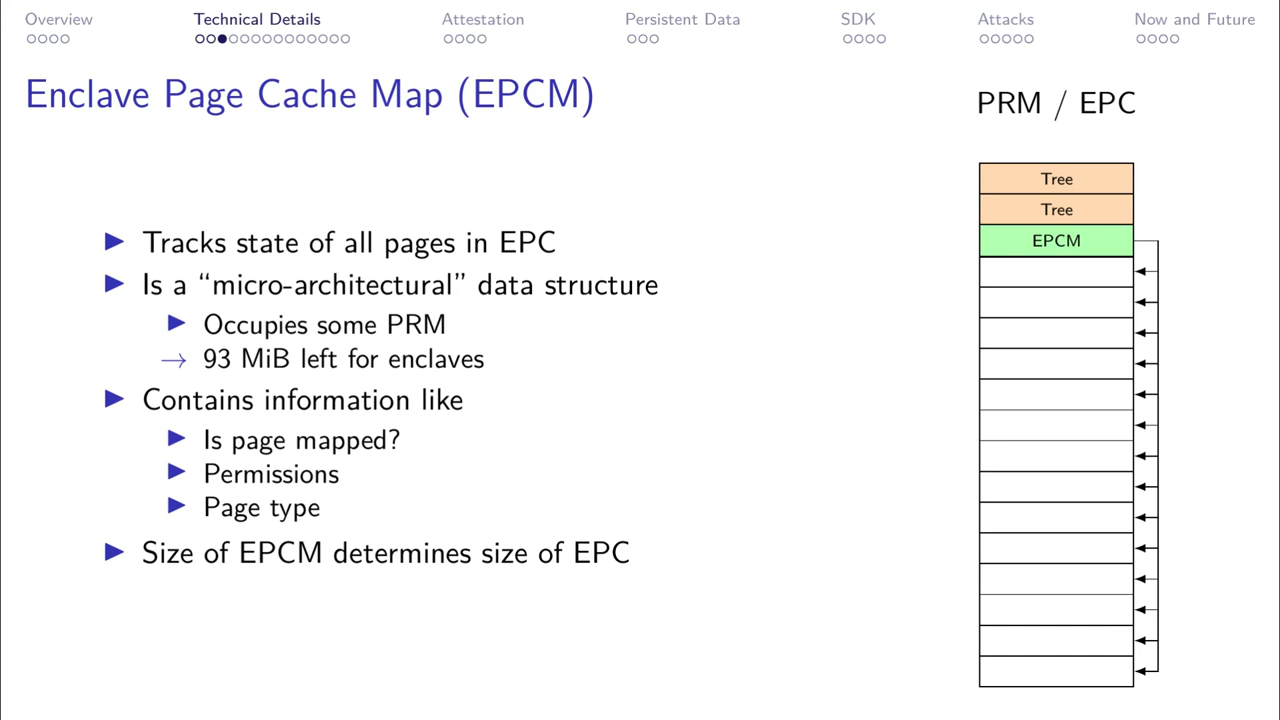 Overview
Technical Details
Attestation
Persistent Data
SDK
Attacks
Now and Future
Enclave Page Cache Map (EPCM)
PRM / EPC
Tree
Tree
EPCM
Tracks state of all pages in EPC
Is a “micro-architectural” data structure
Occupies some PRM
→ 93 MiB left for enclaves
Contains information like
Is page mapped?
Permissions
Page type
Size of EPCM determines size of EPC